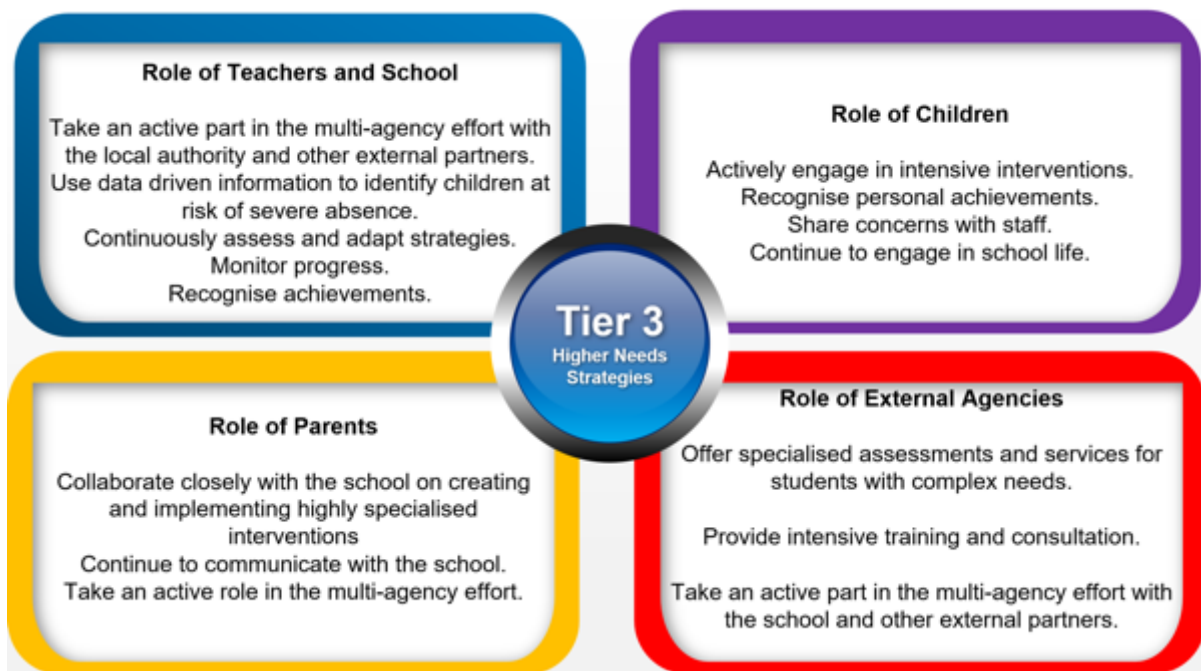 Role of Teachers and School
Take an active part in the multi-agency effort with
the local authority and other external partners.
Use data driven information to identify children at
risk of severe absence.
Continuously assess and adapt strategies.
Monitor progress.
Recognise achievements.
Role of Children
Actively engage in intensive interventions.
Recognise personal achievements.
Share concerns with staff.
Continue to engage in school life.
Tier 3
Higher Needs
Strategies
Role of Parents
Collaborate closely with the school on creating
and implementing highly specialised
interventions
Continue to communicate with the school.
Take an active role in the multi-agency effort.
Role of External Agencies
Offer specialised assessments and services for
students with complex needs.
Provide intensive training and consultation.
Take an active part in the multi-agency effort with
the school and other external partners.